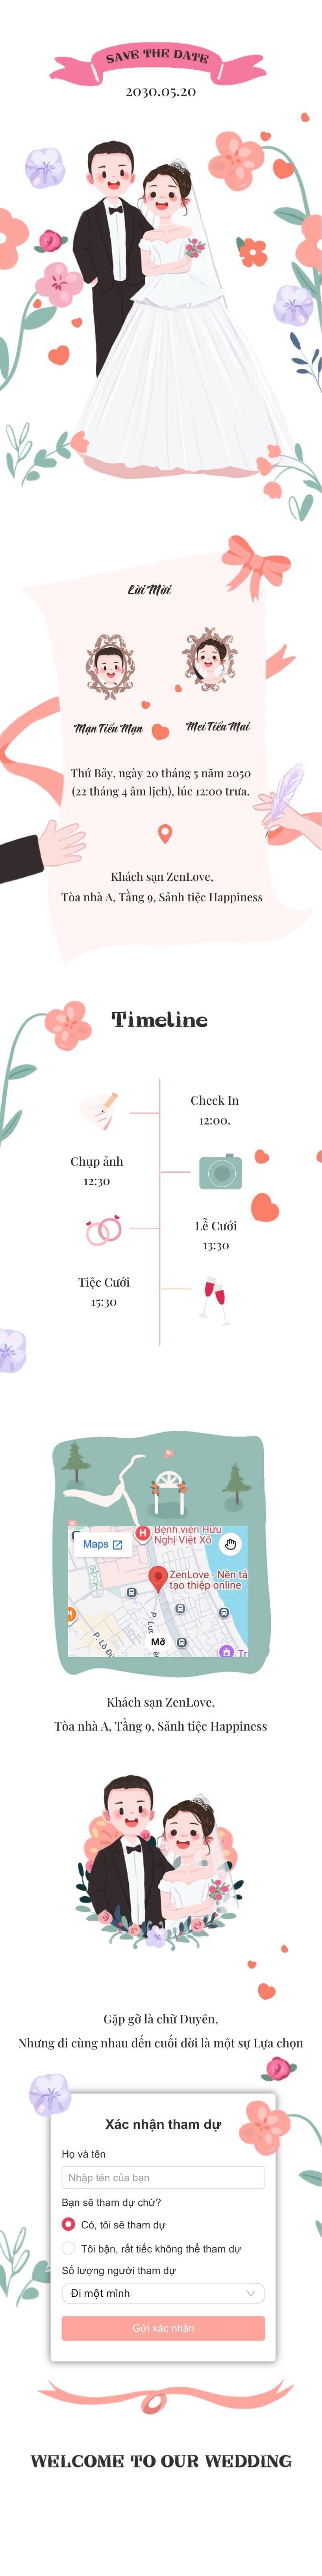 SAVE THE DATE
2030.05.20
Lời Mời
Mạn Tiểu Mạn
Mei Tiểu Mai
Thứ Bảy, ngày 20 tháng 5 năm 2050
(22 tháng 4 âm lịch), lúc 12:00 trưa.
Khách sạn ZenLove,
Tòa nhà A, Tầng 9, Sảnh tiệc Happiness
Timeline
Check In
12:00.
Chụp ảnh
12:30
Lễ Cưới
13:30
Tiệc Cưới
15:30
Bệnh viện Hữu
Nghị Việt Xô
Maps
ZenLove - Nền tả
tạo thiệp online
Mở
P. Lò Đú
Khách sạn ZenLove,
Tòa nhà A, Tầng 9, Sảnh tiệc Happiness
Gặp gỡ là chữ Duyên,
Nhưng đi cùng nhau đến cuối đời là một sự Lựa chọn
Xác nhận tham dự
Họ và tên
Nhập tên của bạn
Bạn sẽ tham dự chứ?
Có, tôi sẽ tham dự
Tôi bận, rất tiếc không thể tham dự
Số lượng người tham dự
Đi một mình
Gửi xác nhận
WELCOME TO OUR WEDDING